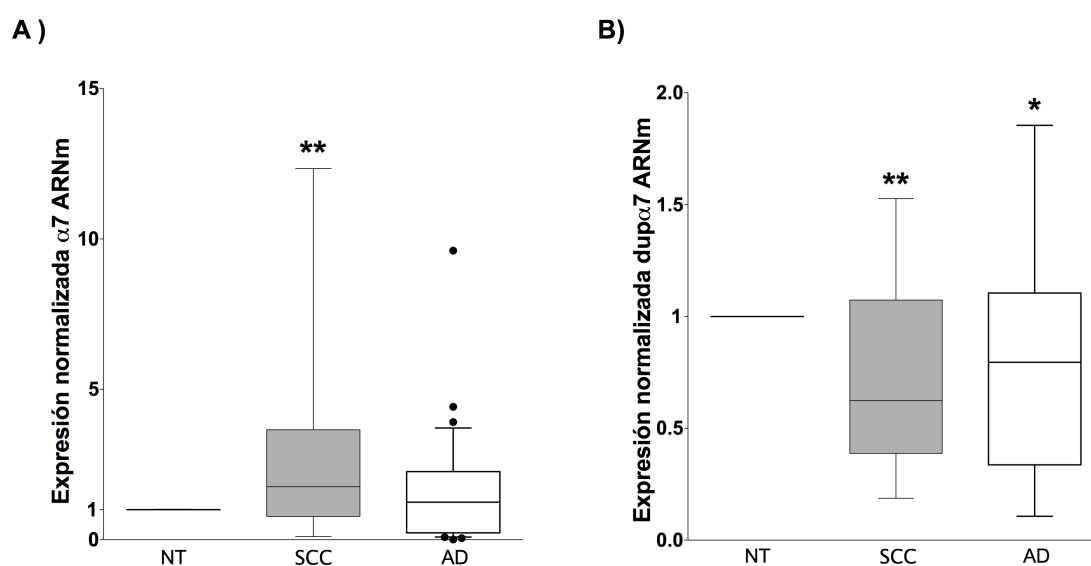 A )
Expresión normalizada α7 ARNm
15
10
5
1
0
**
NT SCC AD
B)
Expresión normalizada dupα7 ARNm
2.0
1.5
1
0.5
0.0
**
*
NT SCC AD